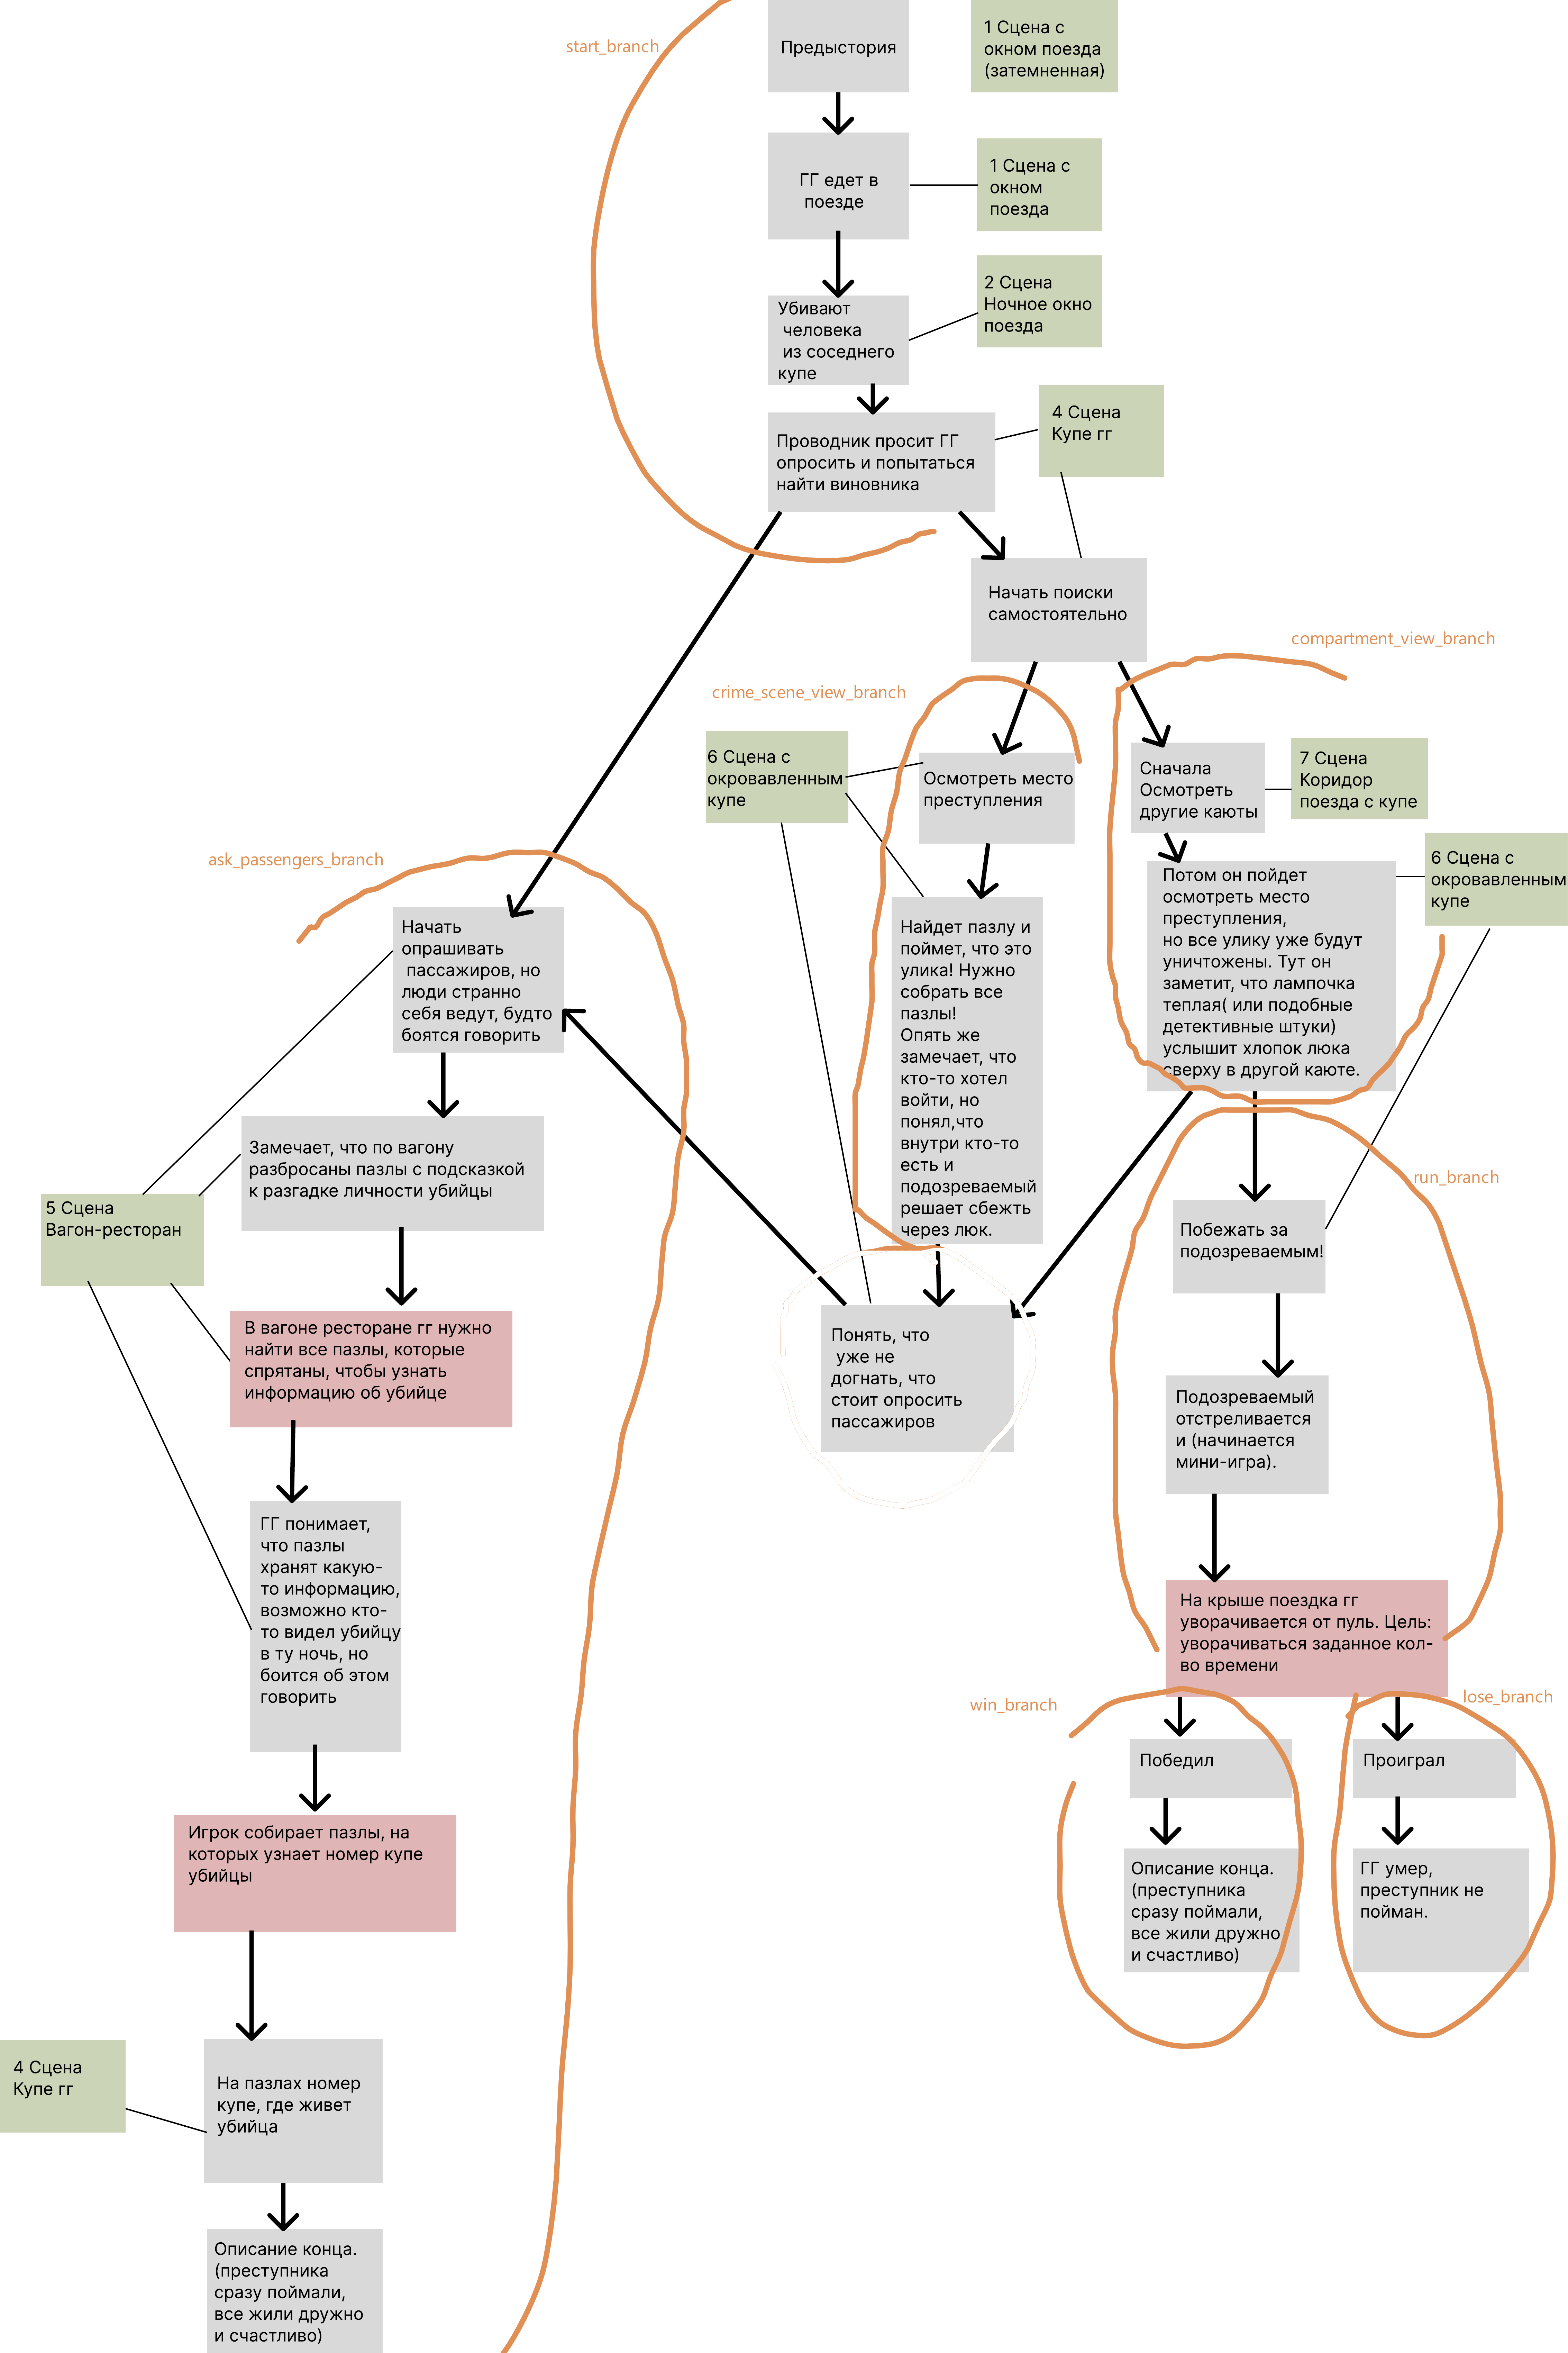 start_branch
Предыстория
1 Сцена с
окном поезда
(затемненная)
ГГ едет в
поезде
1 Сцена с
окном
поезда
Убивают
человека
из соседнего
купе
2 Сцена
Ночное окно
поезда
Проводник просит ГГ
опросить и попытаться
найти виновника
4 Сцена
Купе гг
Начать поиски
самостоятельно
compartment_view_branch
crime_scene_view_branch
6 Сцена с
окровавленным
купе
Осмотреть место
преступления
Сначала
Осмотреть
другие каюты
7 Сцена
Коридор
поезда с купе
6 Сцена с
окровавленным
купе
Потом он пойдет
осмотреть место
преступления,
но все улику уже будут
уничтожены. Тут он
заметит, что лампочка
теплая( или подобные
детективные штуки)
услышит хлопок люка
сверху в другой каюте.
ask_passengers_branch
Начать
опрашивать
пассажиров, но
люди странно
себя ведут, будто
боятся говорить
Найдет пазлу и
поймет, что это
улика! Нужно
собрать все
пазлы!
Опять же
замечает, что
кто-то хотел
войти, но
понял,что
внутри кто-то
есть и
подозреваемый
решает сбежть
через люк.
Замечает, что по вагону
разбросаны пазлы с подсказкой
к разгадке личности убийцы
5 Сцена
Вагон-ресторан
run_branch
Побежать за
подозреваемым!
В вагоне ресторане гг нужно
найти все пазлы, которые
спрятаны, чтобы узнать
информацию об убийце
Понять, что
уже не
догнать, что
стоит опросить
пассажиров
Подозреваемый
отстреливается
и (начинается
мини-игра).
ГГ понимает,
что пазлы
хранят какую-
то информацию,
возможно кто-
то видел убийцу
в ту ночь, но
боится об этом
говорить
На крыше поездка гг
уворачивается от пуль. Цель:
уворачиваться заданное кол-
во времени
win_branch
lose_branch
Победил
Проиграл
Игрок собирает пазлы, на
которых узнает номер купе
убийцы
Описание конца.
(преступника
сразу поймали,
все жили дружно
и счастливо)
ГГ умер,
преступник не
пойман.
4 Сцена
Купе гг
На пазлах номер
купе, где живет
убийца
Описание конца.
(преступника
сразу поймали,
все жили дружно
и счастливо)